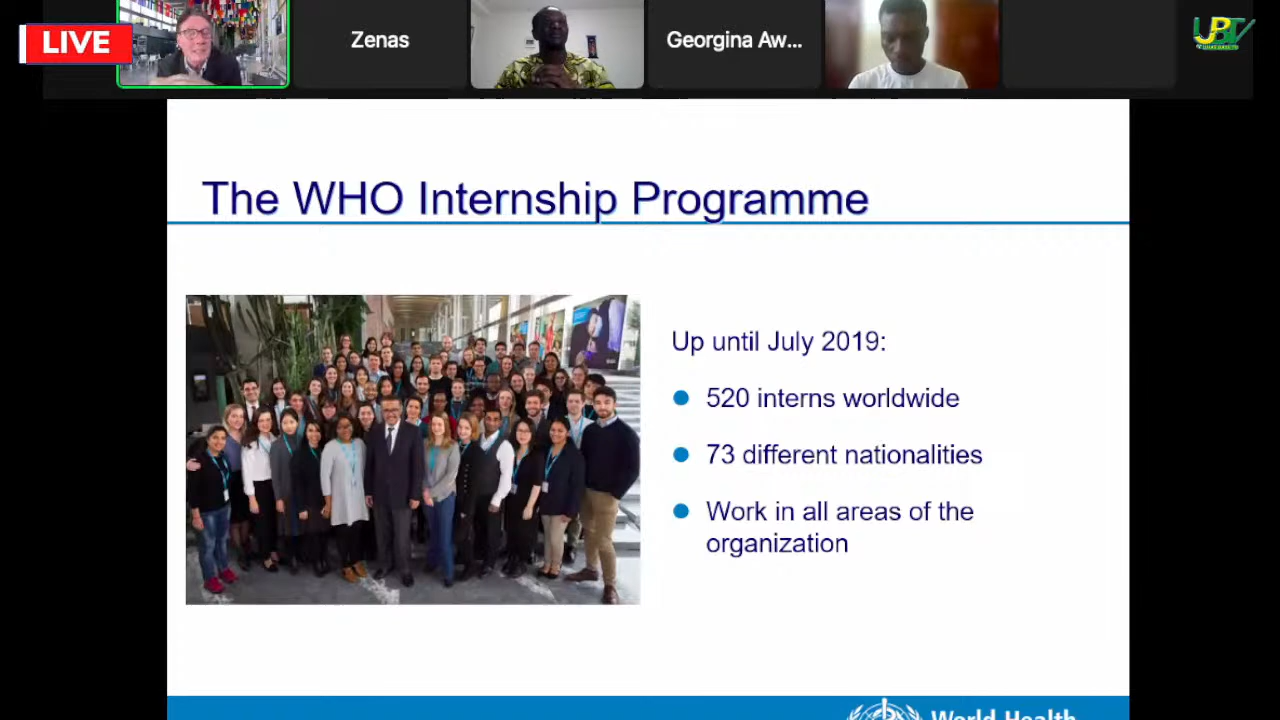 LIVE
Zenas
Georgina Aw...
The WHO Internship Programme
Up until July 2019:
520 interns worldwide
73 different nationalities
Work in all areas of the
organization
World Health